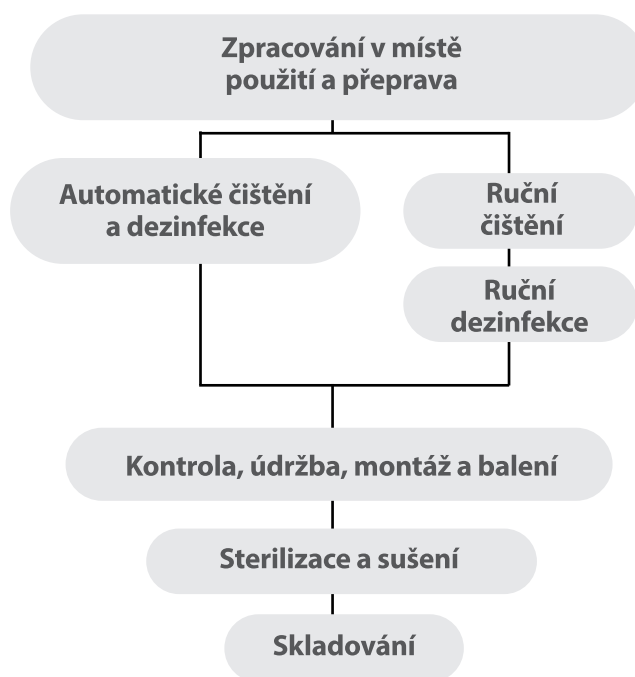 Zpracování v místě
použití a přeprava
Automatické čištění
a dezinfekce
Ruční
čištění
Ruční
dezinfekce
Kontrola, údržba, montáž a balení
Sterilizace a sušení
Skladování